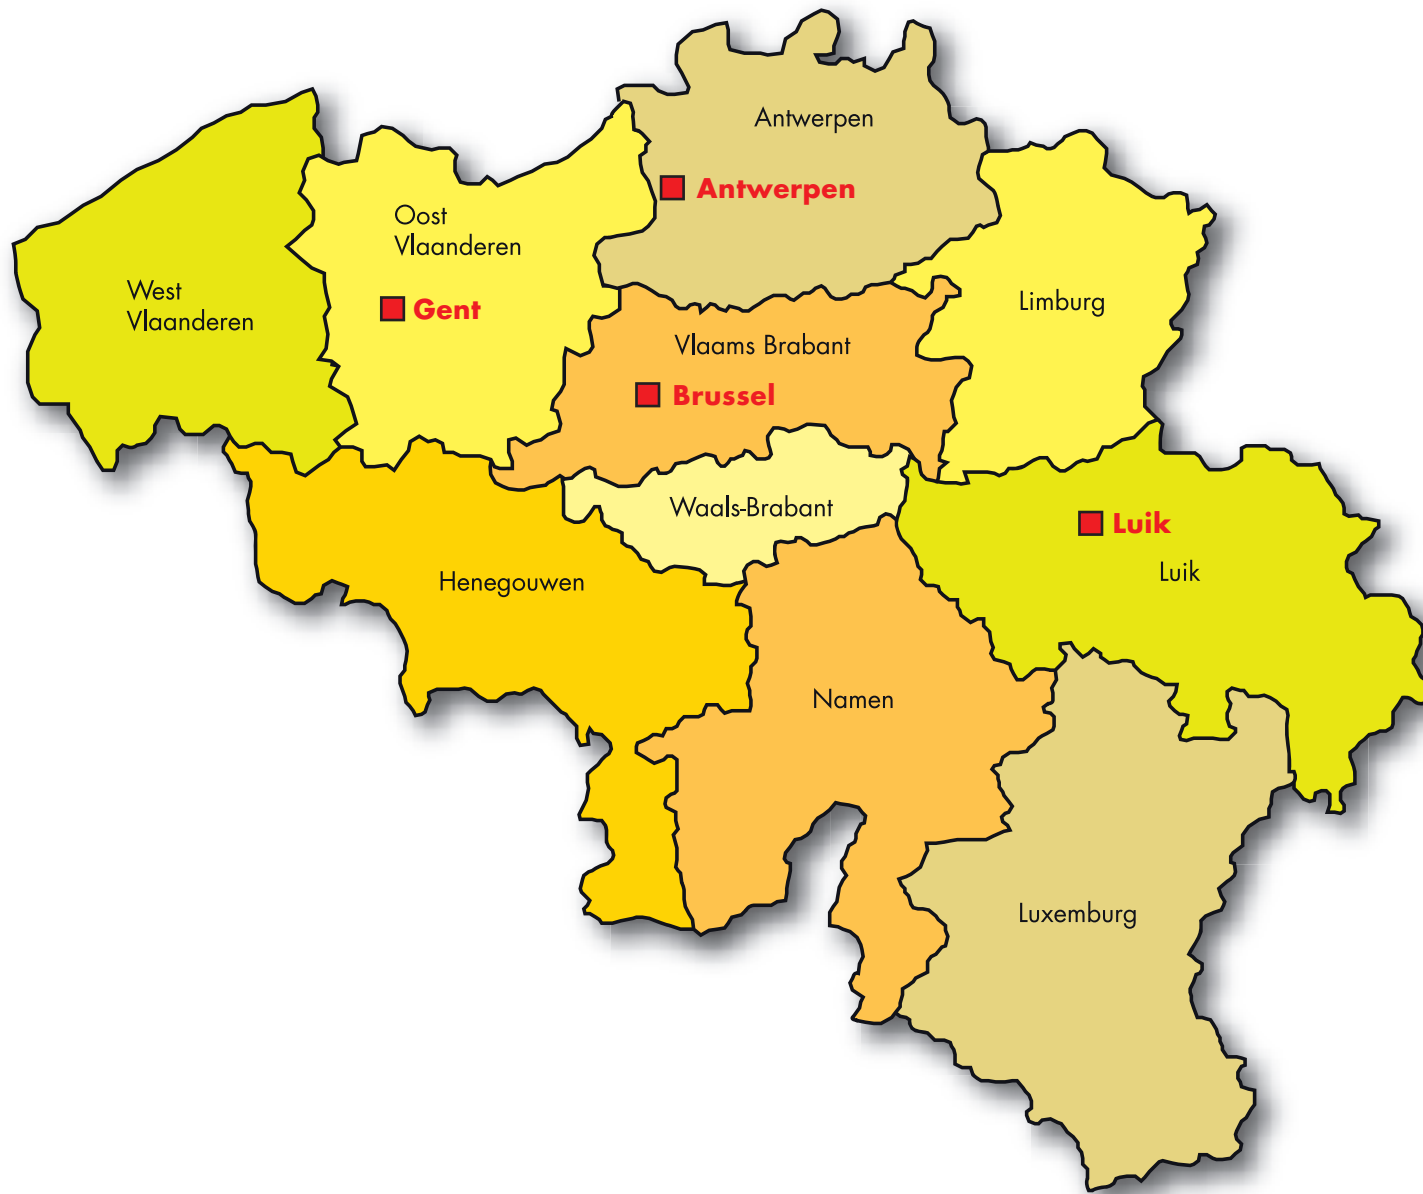 Antwerpen
Antwerpen
Oost
Vlaanderen
Gent
West
Vlaanderen
Limburg
Vlaams Brabant
Brussel
Waals-Brabant
Luik
Luik
Henegouwen
Namen
Luxemburg